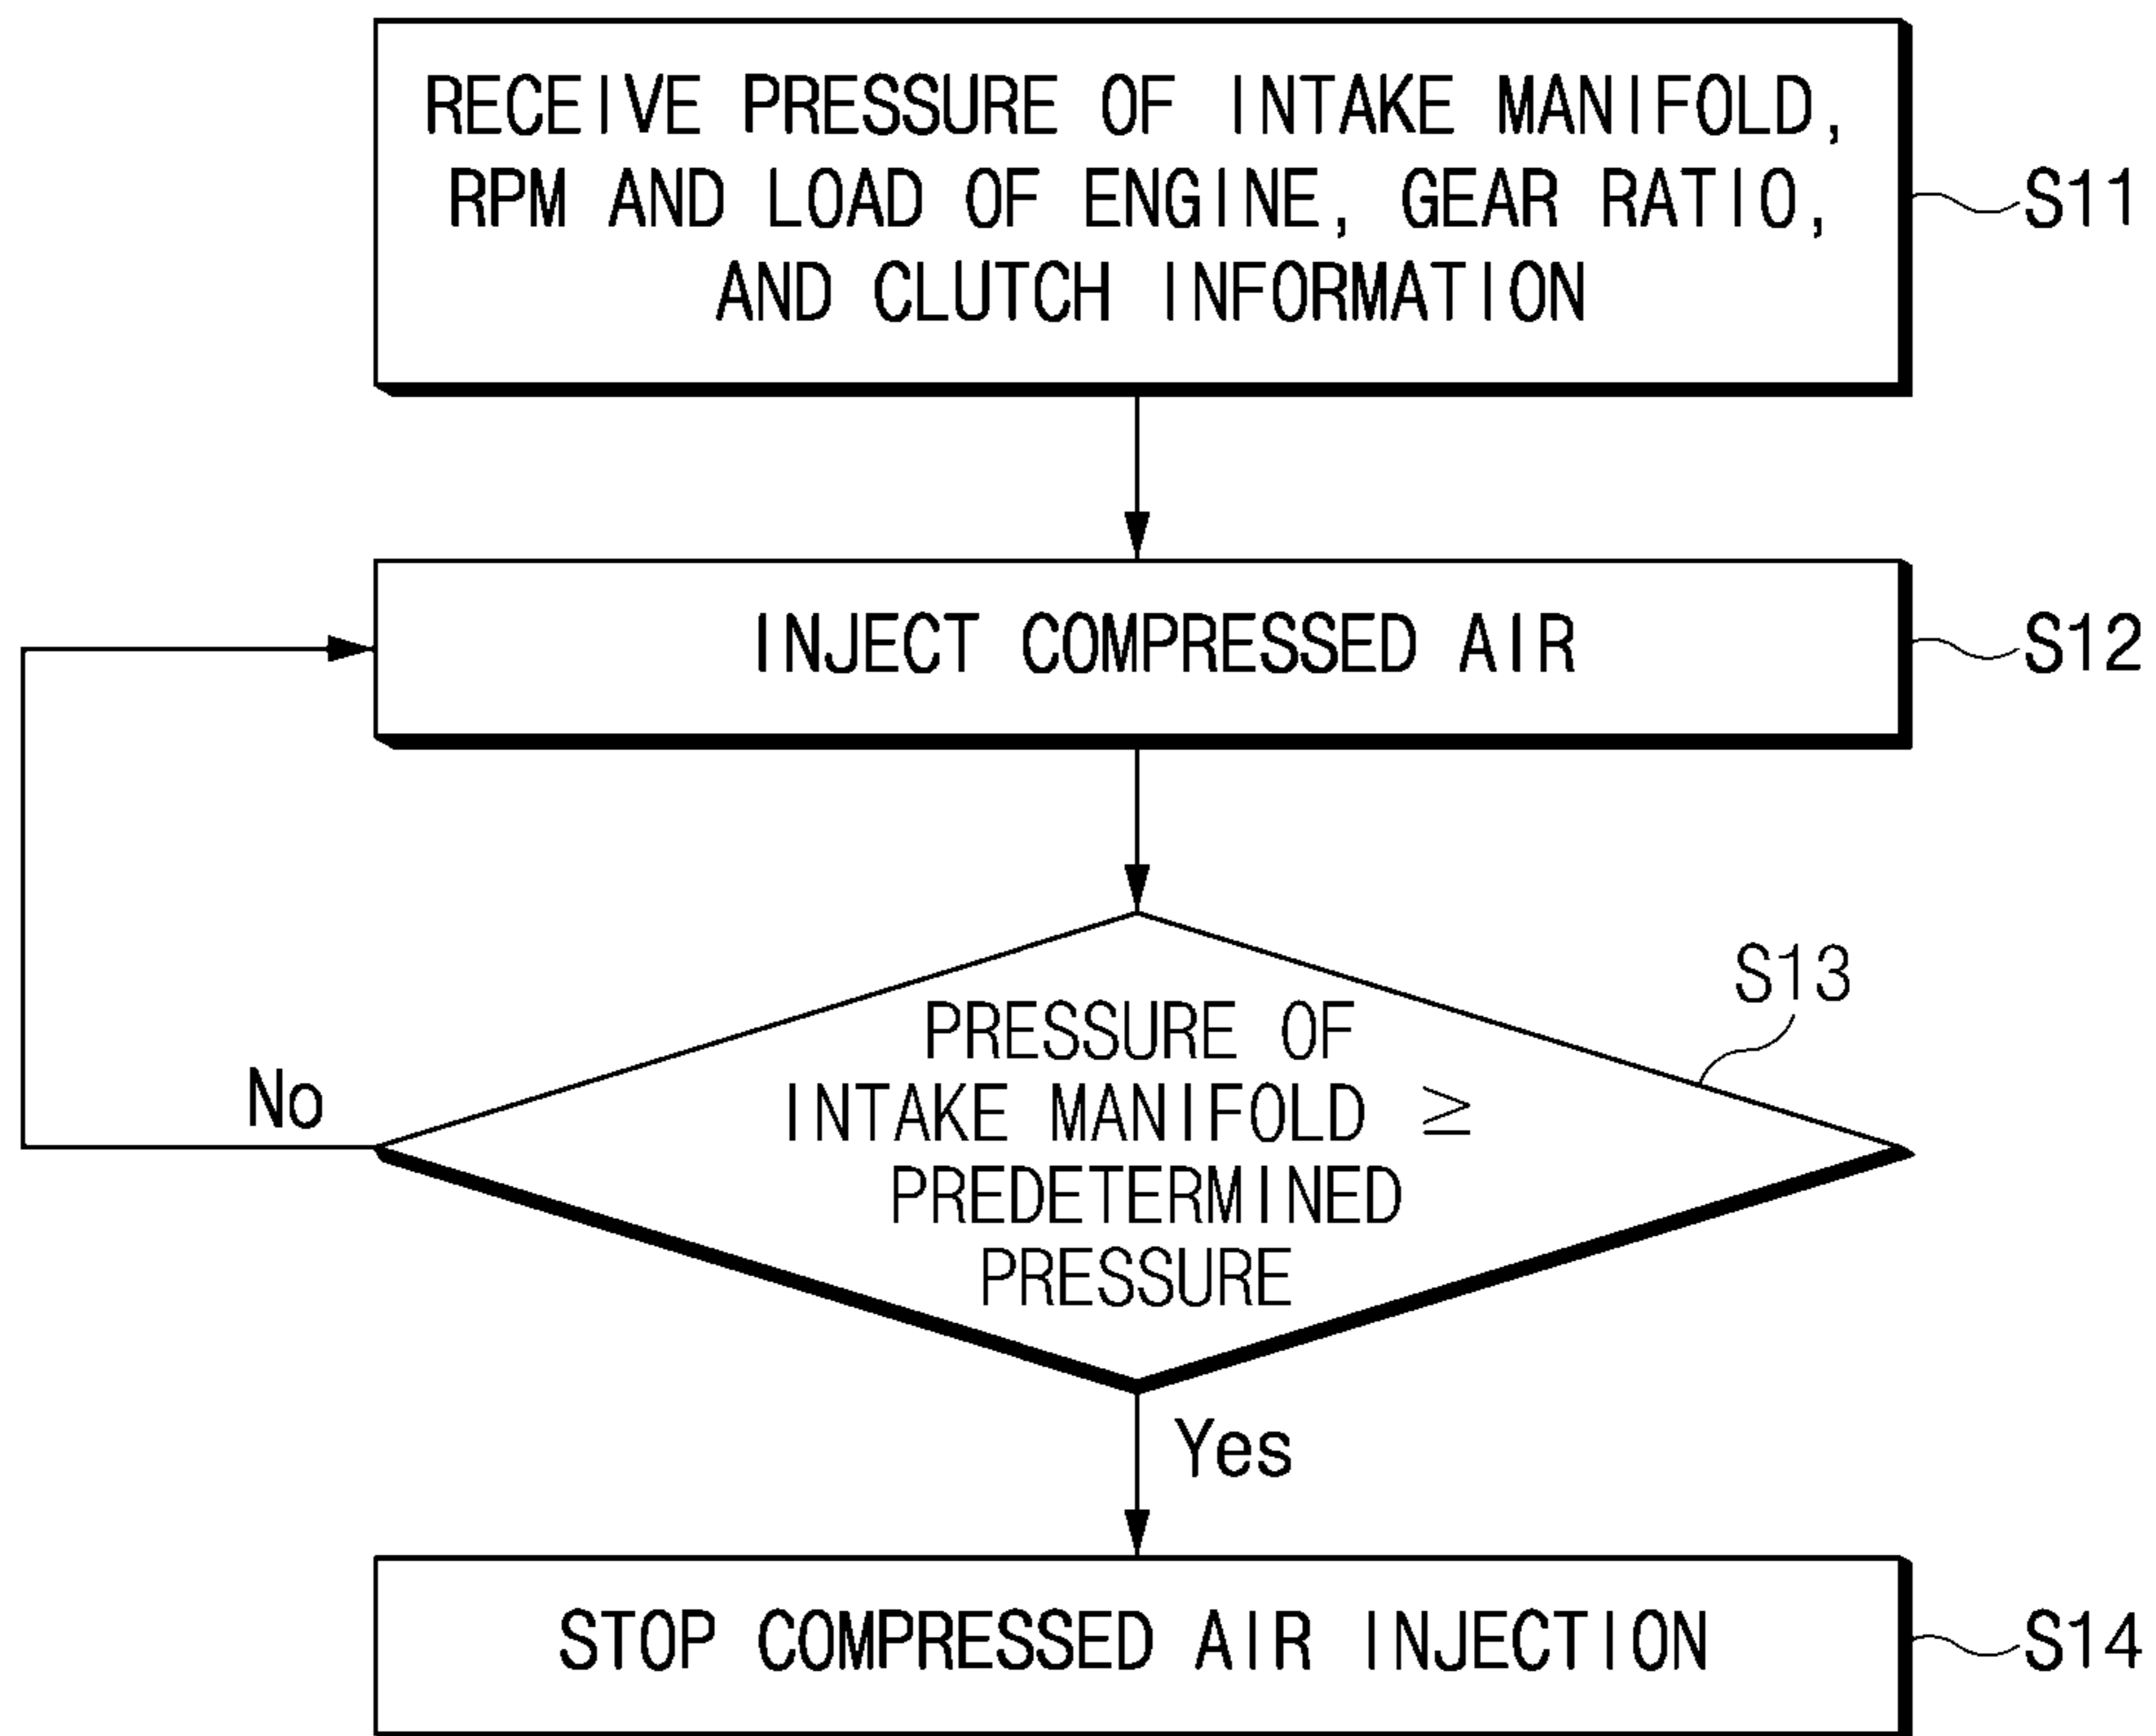 RECEIVE PRESSURE OF INTAKE MANIFOLD,
RPM AND LOAD OF ENGINE, GEAR RATIO,
AND CLUTCH INFORMATION
S11
INJECT COMPRESSED AIR
S12
S13
PRESSURE OF
INTAKE MANIFOLD ≥
PREDETERMINED
PRESSURE
No
Yes
STOP COMPRESSED AIR INJECTION
S14